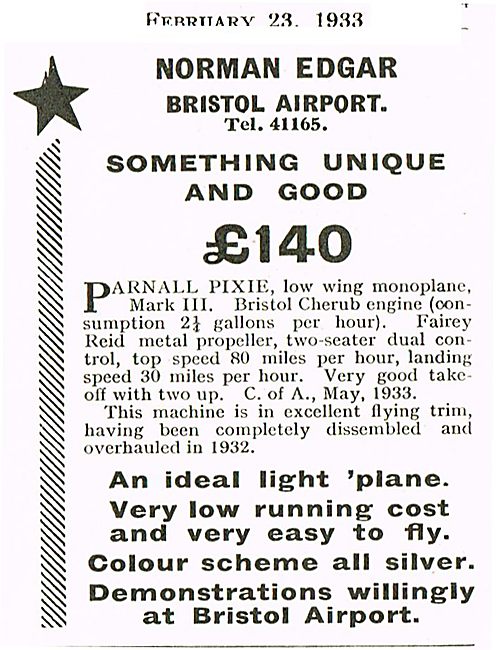 FEBRUARY 23, 1933
NORMAN EDGAR
BRISTOL AIRPORT.
Tel. 41165.
SOMETHING UNIQUE
AND GOOD
£140
PARNALL PIXIE, low wing monoplane,
Mark III. Bristol Cherub engine (con-
sumption 2¼ gallons per hour). Fairey
Reid metal propeller, two-seater dual con-
trol, top speed 80 miles per hour, landing
speed 30 miles per hour. Very good take-
off with two up. C. of A., May, 1933.
This machine is in excellent flying trim,
having been completely dissembled and
overhauled in 1932.
An ideal light 'plane.
Very low running cost
and very easy to fly.
Colour scheme all silver.
Demonstrations willingly
at Bristol Airport.